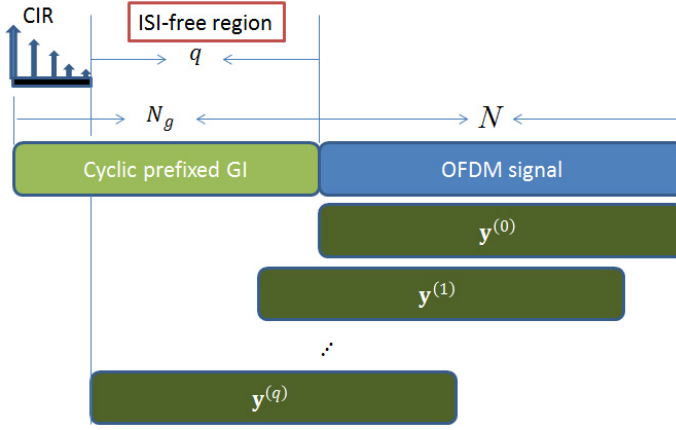 CIR
ISI-free region
q
N_g
N
Cyclic prefixed GI
OFDM signal
y^(0)
y^(1)
⋰
y^(q)